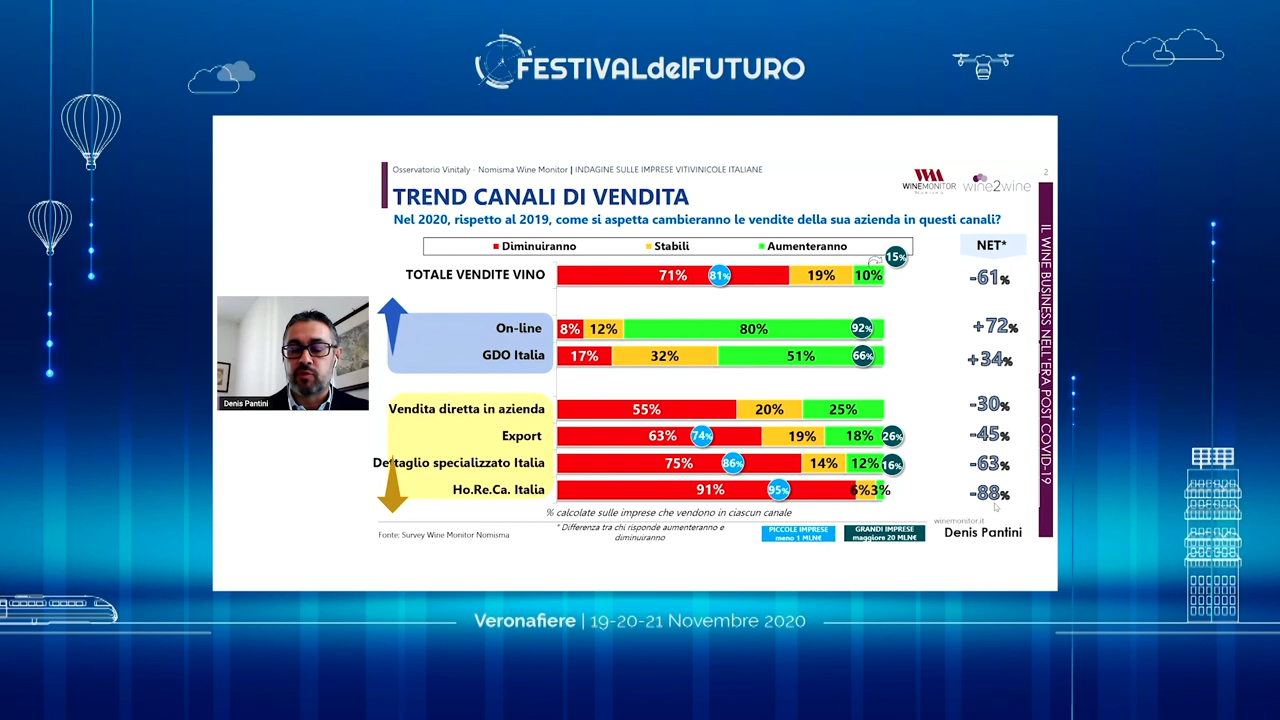 FESTIVALdelFUTURO
Osservatorio Vinitaly - Nomisma Wine Monitor | INDAGINE SULLE IMPRESE VITIVINICOLE ITALIANE
WINEMONITOR
Nomisma
wine2wine
2
TREND CANALI DI VENDITA
Nel 2020, rispetto al 2019, come si aspetta cambieranno le vendite della sua azienda in questi canali?
Diminuiranno Stabili Aumenteranno
NET*
15%
TOTALE VENDITE VINO 71% 81% 19% 10% -61%
On-line 8% 12% 80% 92% +72%
GDO Italia 17% 32% 51% 66% +34%
Vendita diretta in azienda 55% 20% 25% -30%
Export 63% 74% 19% 18% 26% -45%
Dettaglio specializzato Italia 75% 86% 14% 12% 16% -63%
Ho.Re.Ca. Italia 91% 95% 6% 3% -88%
% calcolate sulle imprese che vendono in ciascun canale
* Differenza tra chi risponde aumenteranno e
diminuiranno
Fonte: Survey Wine Monitor Nomisma
PICCOLE IMPRESE
meno 1 MLN€
GRANDI IMPRESE
maggiore 20 MLN€
winemonitor.it
Denis Pantini
IL WINE BUSINESS NELL'ERA POST COVID-19
Denis Pantini
Veronafiere | 19-20-21 Novembre 2020